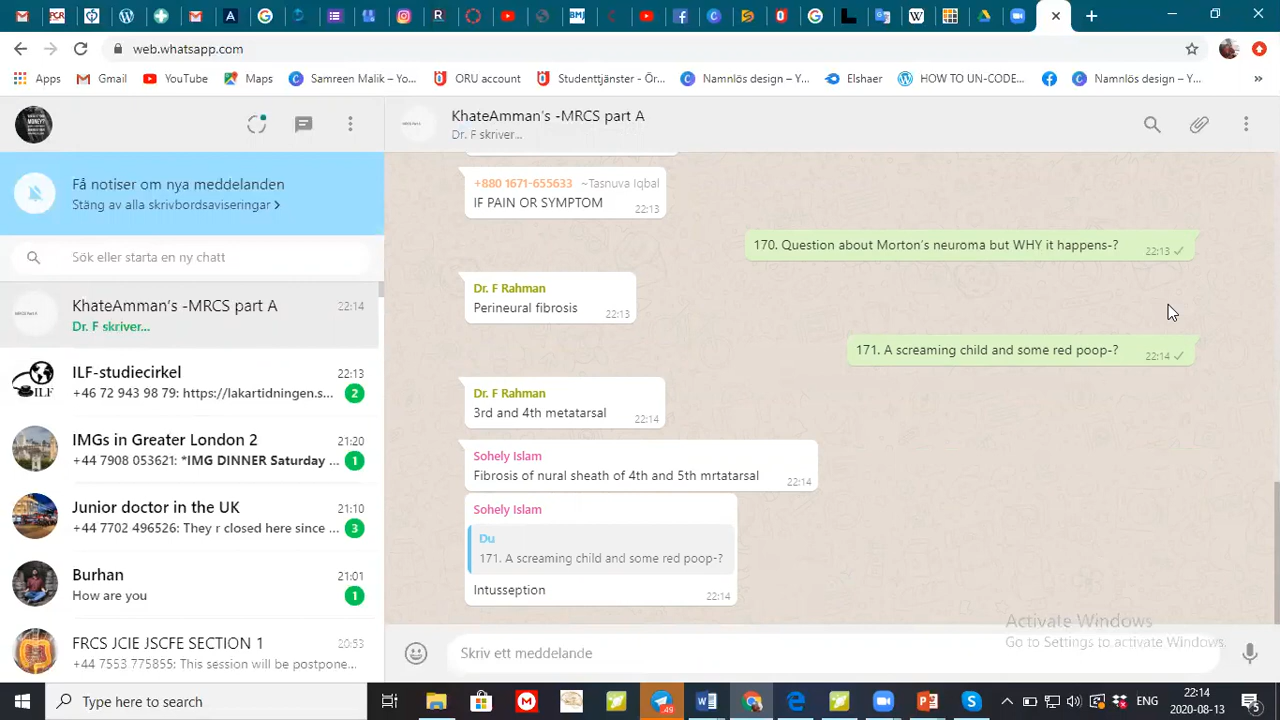 web.whatsapp.com
Apps
Gmail
YouTube
Maps
Samreen Malik – Yo...
ORU account
Studenttjänster - Ör...
Namnlös design – Y...
Elshaer
HOW TO UN-CODE...
Namnlös design – Y...
»
KhateAmman's -MRCS part A
Dr. F skriver...
Få notiser om nya meddelanden
Stäng av alla skrivbordsaviseringar >
Sök eller starta en ny chatt
KhateAmman's -MRCS part A 22:14
Dr. F skriver...
ILF-studiecirkel 22:13
+46 72 943 98 79: https://lakartidningen.s... 2
IMGs in Greater London 2 21:20
+44 7908 053621: *IMG DINNER Saturday ... 1
Junior doctor in the UK 21:10
+44 7702 496526: They r closed here since ... 3
Burhan 21:01
How are you 1
FRCS JCIE JSCFE SECTION 1 20:53
+44 7553 775855: This session will be postpone...
+880 1671-655633 ~Tasnuva Iqbal
IF PAIN OR SYMPTOM 22:13
170. Question about Morton's neuroma but WHY it happens-? 22:13
Dr. F Rahman
Perineural fibrosis 22:13
171. A screaming child and some red poop-? 22:14
Dr. F Rahman
3rd and 4th metatarsal 22:14
Sohely Islam
Fibrosis of nural sheath of 4th and 5th mrtatarsal 22:14
Sohely Islam
Du
171. A screaming child and some red poop-?
Intusseption 22:14
Skriv ett meddelande
Activate Windows
Go to Settings to activate Windows.
Type here to search
ENG
22:14
2020-08-13